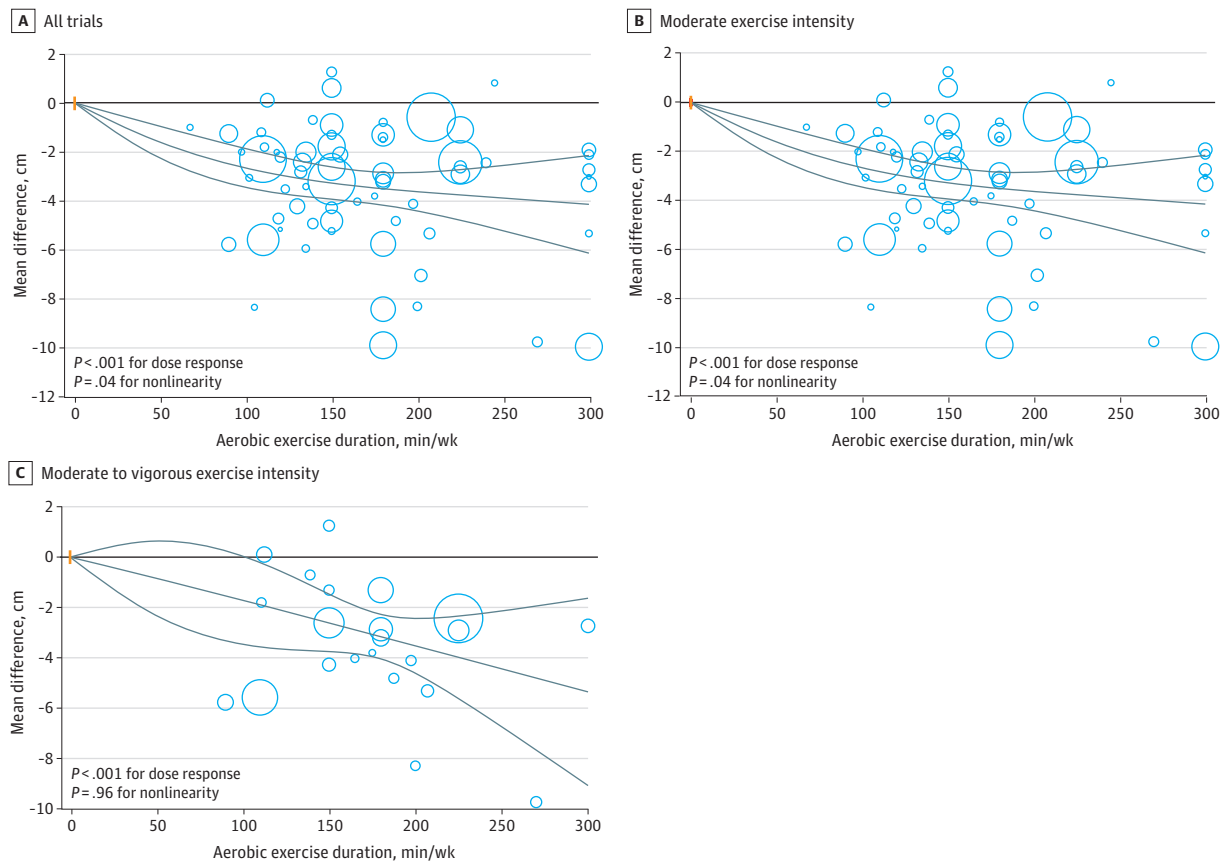 A All trials
2
0
-2
-4
-6
-8
-10
-12
Mean difference, cm
P < .001 for dose response
P = .04 for nonlinearity
0 50 100 150 200 250 300
Aerobic exercise duration, min/wk
B Moderate exercise intensity
2
0
-2
-4
-6
-8
-10
-12
Mean difference, cm
P < .001 for dose response
P = .04 for nonlinearity
0 50 100 150 200 250 300
Aerobic exercise duration, min/wk
C Moderate to vigorous exercise intensity
2
0
-2
-4
-6
-8
-10
Mean difference, cm
P < .001 for dose response
P = .96 for nonlinearity
0 50 100 150 200 250 300
Aerobic exercise duration, min/wk